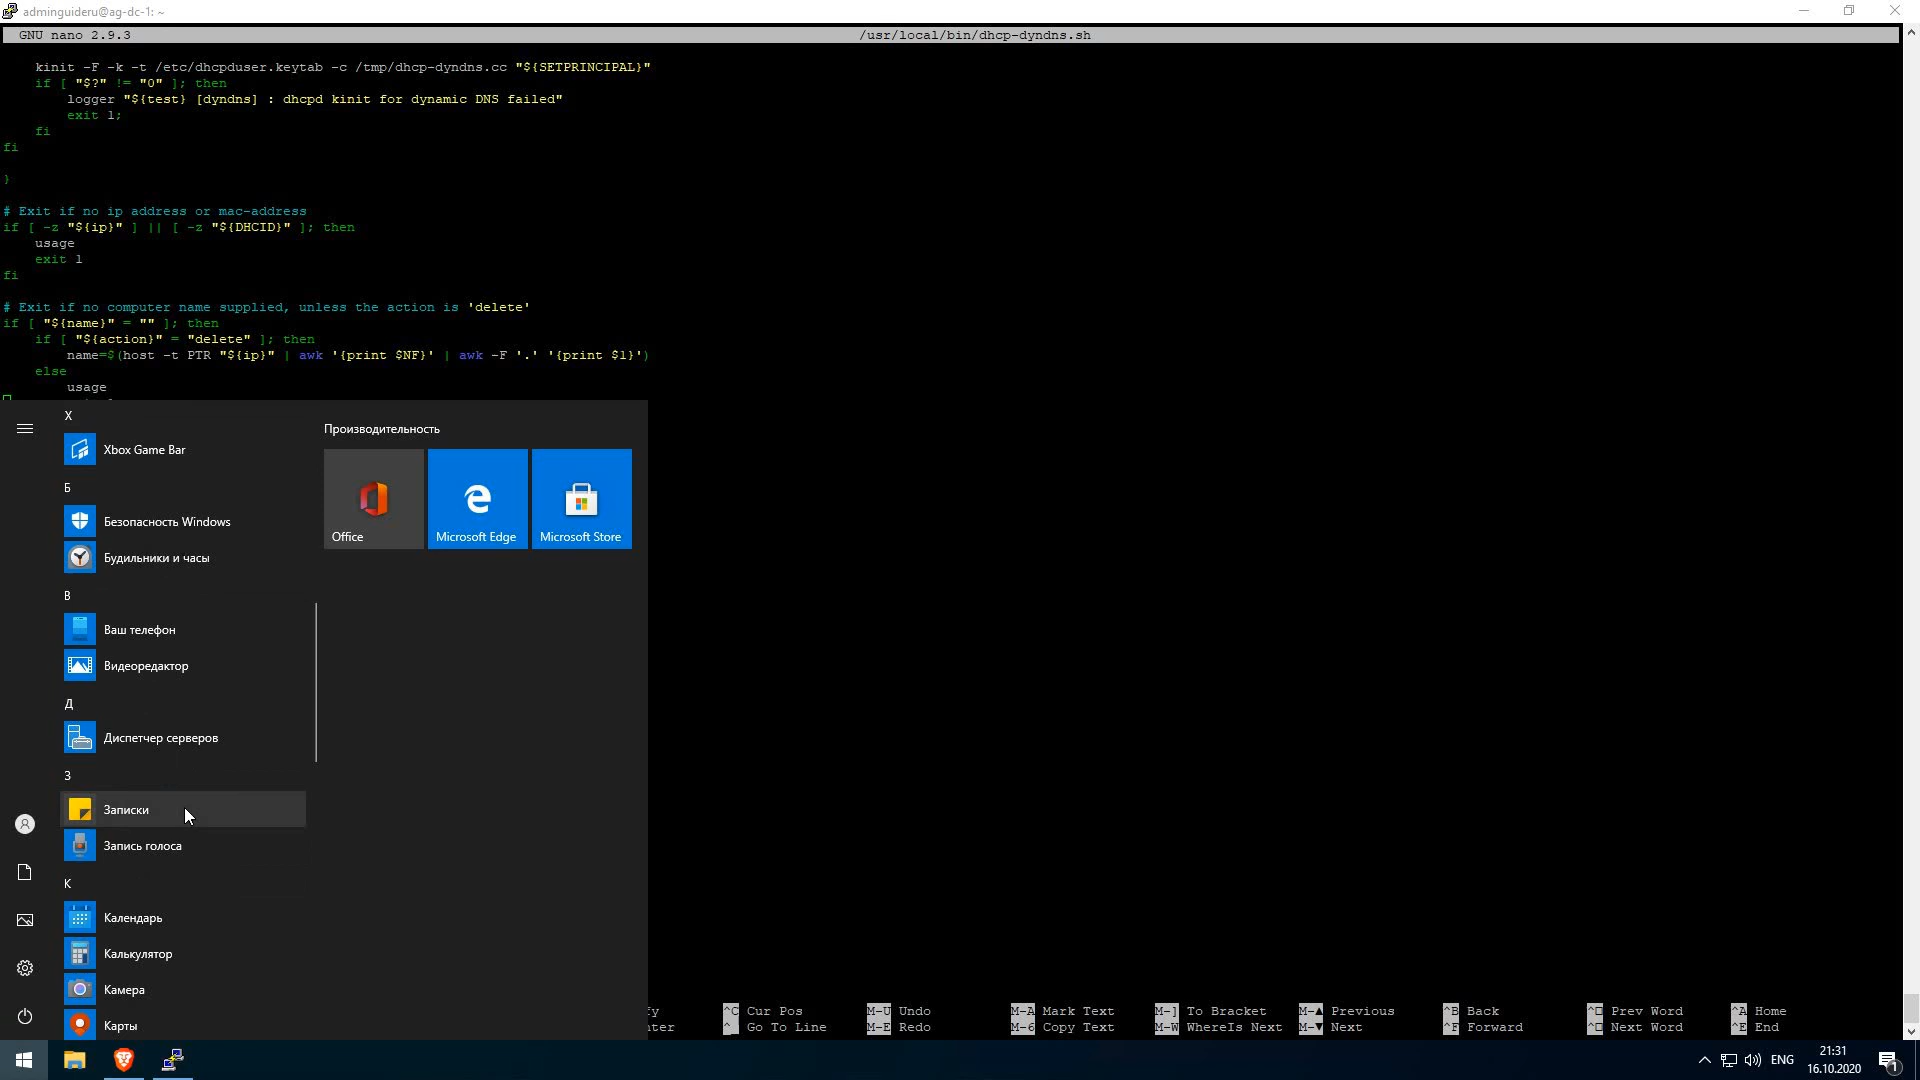 adminguideru@ag-dc-1: ~
GNU nano 2.9.3 /usr/local/bin/dhcp-dyndns.sh
kinit -F -k -t /etc/dhcpduser.keytab -c /tmp/dhcp-dyndns.cc "${SETPRINCIPAL}"
if [ "$?" != "0" ]; then
logger "${test} [dyndns] : dhcpd kinit for dynamic DNS failed"
exit 1;
fi
fi
}
# Exit if no ip address or mac-address
if [ -z "${ip}" ] || [ -z "${DHCID}" ]; then
usage
exit 1
fi
# Exit if no computer name supplied, unless the action is 'delete'
if [ "${name}" = "" ]; then
if [ "${action}" = "delete" ]; then
name=$(host -t PTR "${ip}" | awk '{print $NF}' | awk -F '.' '{print $1}')
else
usage
X
Xbox Game Bar
Б
Безопасность Windows
Будильники и часы
В
Ваш телефон
Видеоредактор
Д
Диспетчер серверов
З
Записки
Запись голоса
К
Календарь
Калькулятор
Камера
Карты
Производительность
Office
Microsoft Edge
Microsoft Store
fy ^C Cur Pos M-U Undo M-A Mark Text M-] To Bracket M-▲ Previous ^B Back Prev Word ^A Home
nter ^_ Go To Line M-E Redo M-6 Copy Text M-W WhereIs Next M-▼ Next ^F Forward Next Word ^E End
ENG
21:31
16.10.2020
1